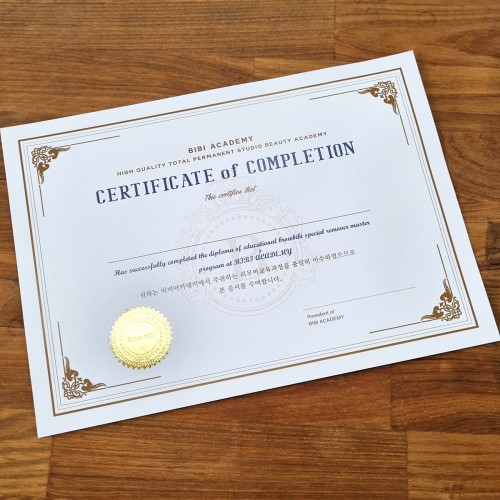 BIBI ACADEMY
HIGH QUALITY TOTAL PERMANENT STUDIO BEAUTY ACADEMY
CERTIFICATE of COMPLETION
This certifies that
Has successfully completed the diploma of educational browbibi special remover master
program at BIBI ACADEMY
귀하는 비비아카데미에서 주관하는 리무버교육과정을 충실히 이수하였으므로
본 증서를 수여합니다.
President of
BIBI ACADEMY